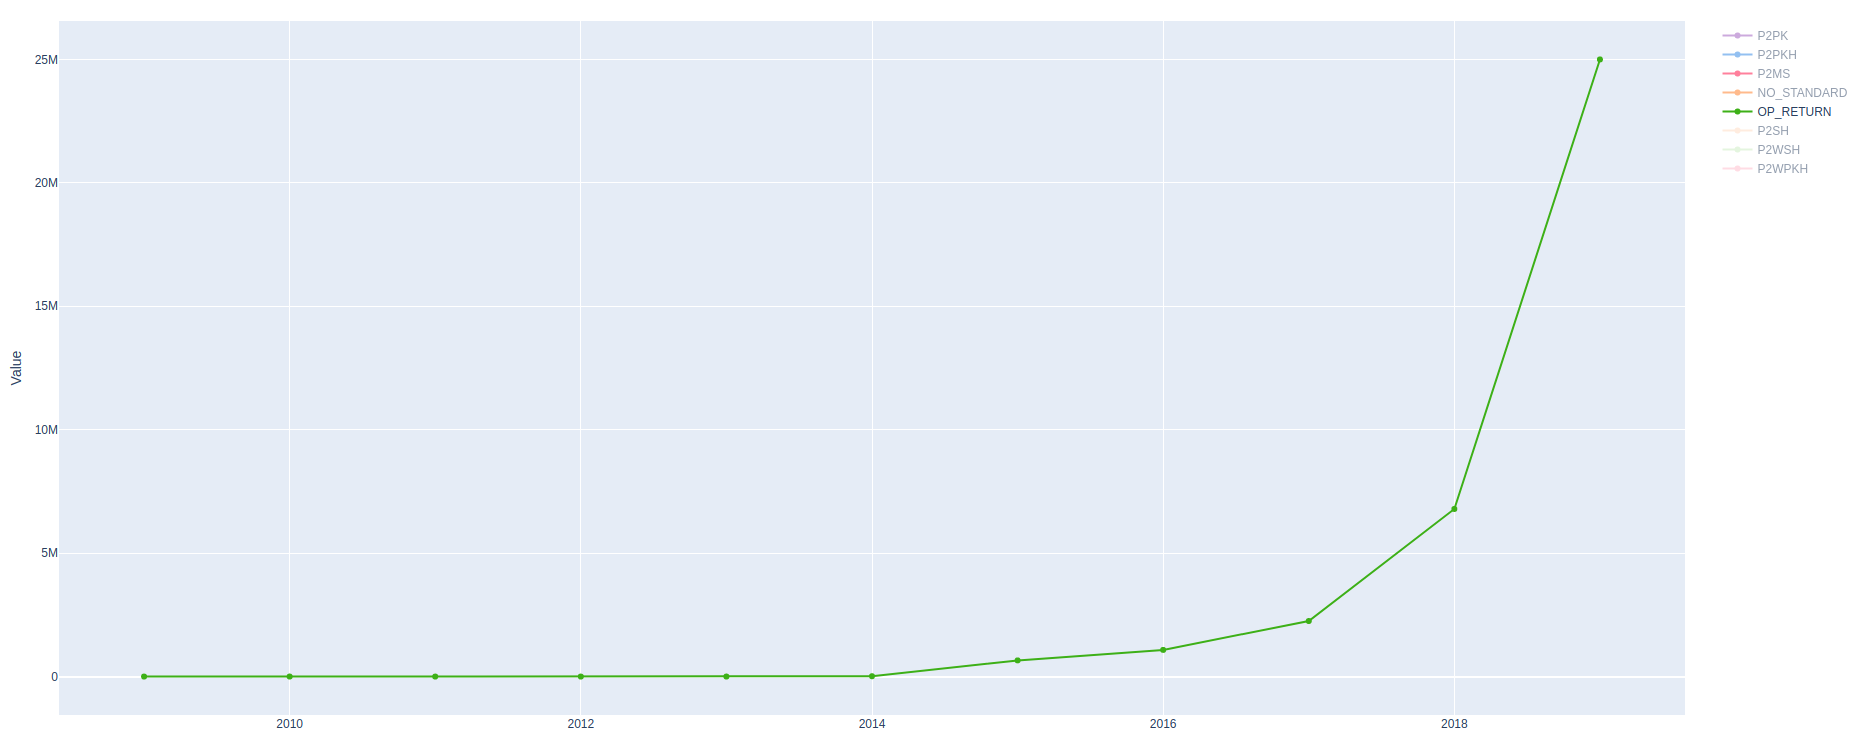 25M
20M
15M
10M
5M
0
Value
2010
2012
2014
2016
2018
P2PK
P2PKH
P2MS
NO_STANDARD
OP_RETURN
P2SH
P2WSH
P2WPKH